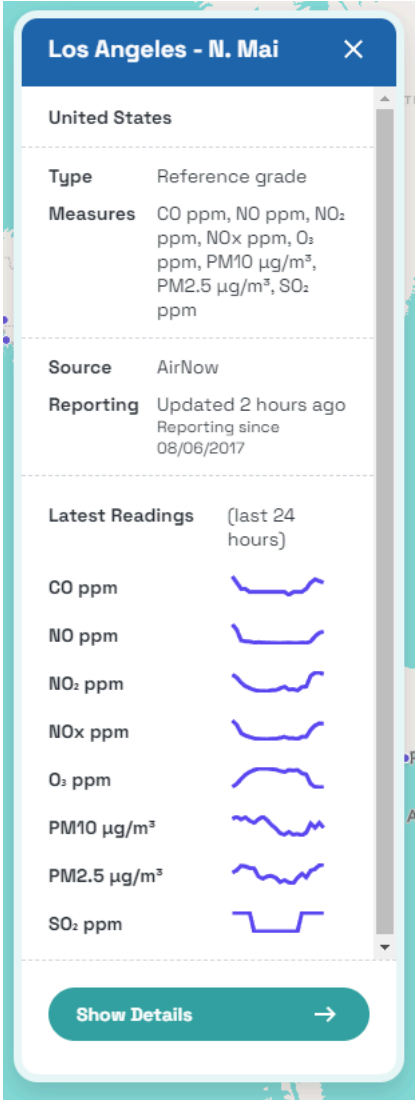 Los Angeles - N. Mai
United States
Type Reference grade
Measures CO ppm, NO ppm, NO₂
ppm, NOx ppm, O₃
ppm, PM10 µg/m³,
PM2.5 µg/m³, SO₂
ppm
Source AirNow
Reporting Updated 2 hours ago
Reporting since
08/06/2017
Latest Readings (last 24
hours)
CO ppm
NO ppm
NO₂ ppm
NOx ppm
O₃ ppm
PM10 µg/m³
PM2.5 µg/m³
SO₂ ppm
Show Details